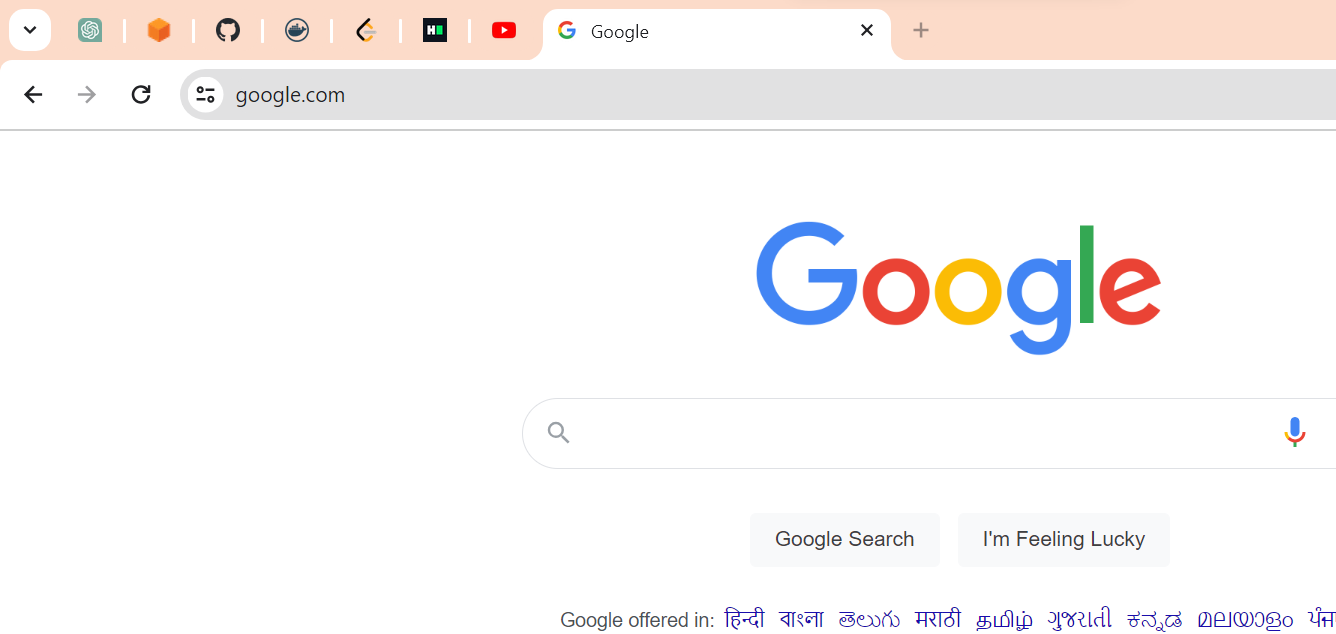 Google
google.com
Google
Google Search
I'm Feeling Lucky
Google offered in: हिन्दी বাংলা తెలుగు मराठी தமிழ் ગુજરાતી ಕನ್ನಡ മലയാളം